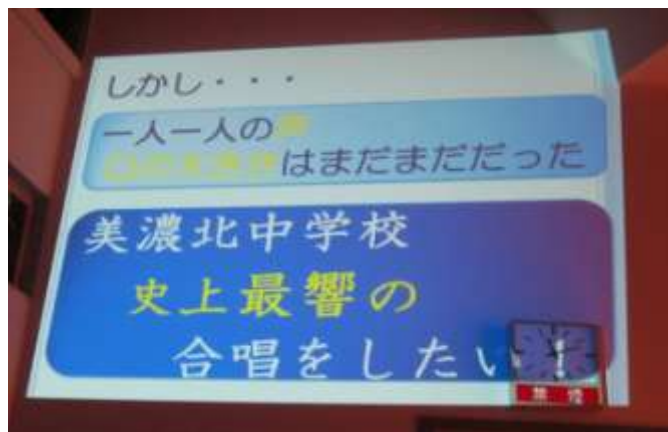 しかし・・・
一人一人の
はまだまだだった
美濃北中学校
史上最響の
合唱をしたい!